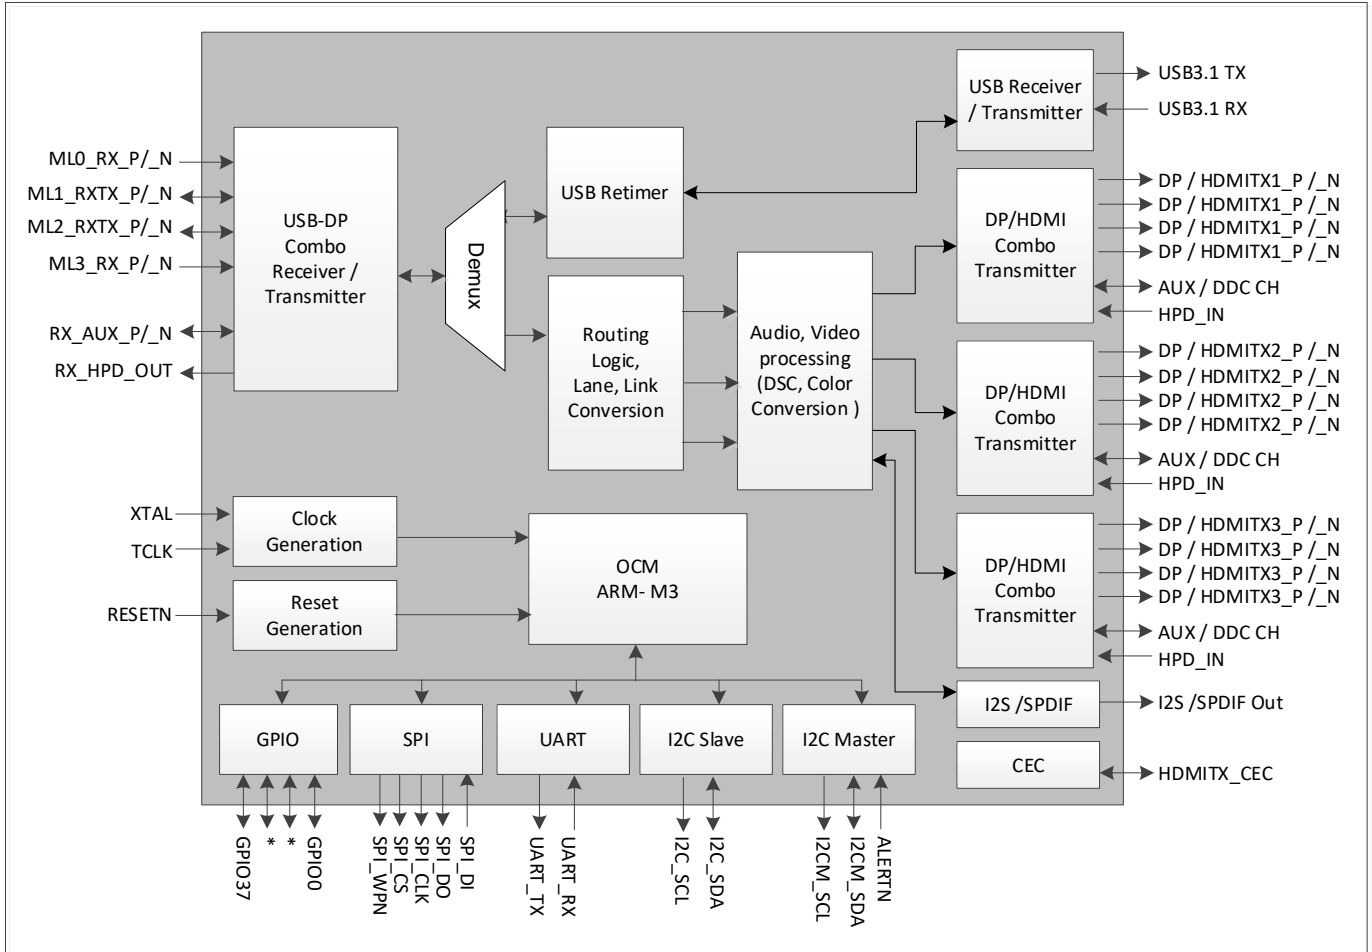 ML0_RX_P/_N
ML1_RXTX_P/_N
ML2_RXTX_P/_N
ML3_RX_P/_N
RX_AUX_P/_N
RX_HPD_OUT
XTAL
TCLK
RESETN
USB-DP
Combo
Receiver /
Transmitter
Demux
USB Retimer
Routing
Logic,
Lane, Link
Conversion
Audio, Video
processing
(DSC, Color
Conversion )
USB Receiver
/ Transmitter
USB3.1 TX
USB3.1 RX
DP/HDMI
Combo
Transmitter
DP / HDMITX1_P /_N
DP / HDMITX1_P /_N
DP / HDMITX1_P /_N
DP / HDMITX1_P /_N
AUX / DDC CH
HPD_IN
DP/HDMI
Combo
Transmitter
DP / HDMITX2_P /_N
DP / HDMITX2_P /_N
DP / HDMITX2_P /_N
DP / HDMITX2_P /_N
AUX / DDC CH
HPD_IN
DP/HDMI
Combo
Transmitter
DP / HDMITX3_P /_N
DP / HDMITX3_P /_N
DP / HDMITX3_P /_N
DP / HDMITX3_P /_N
AUX / DDC CH
HPD_IN
Clock
Generation
Reset
Generation
OCM
ARM- M3
I2S /SPDIF
I2S /SPDIF Out
CEC
HDMITX_CEC
GPIO
SPI
UART
I2C Slave
I2C Master
GPIO37
*
*
GPIO0
SPI_WPN
SPI_CS
SPI_CLK
SPI_DO
SPI_DI
UART_TX
UART_RX
I2C_SCL
I2C_SDA
I2CM_SCL
I2CM_SDA
ALERTN